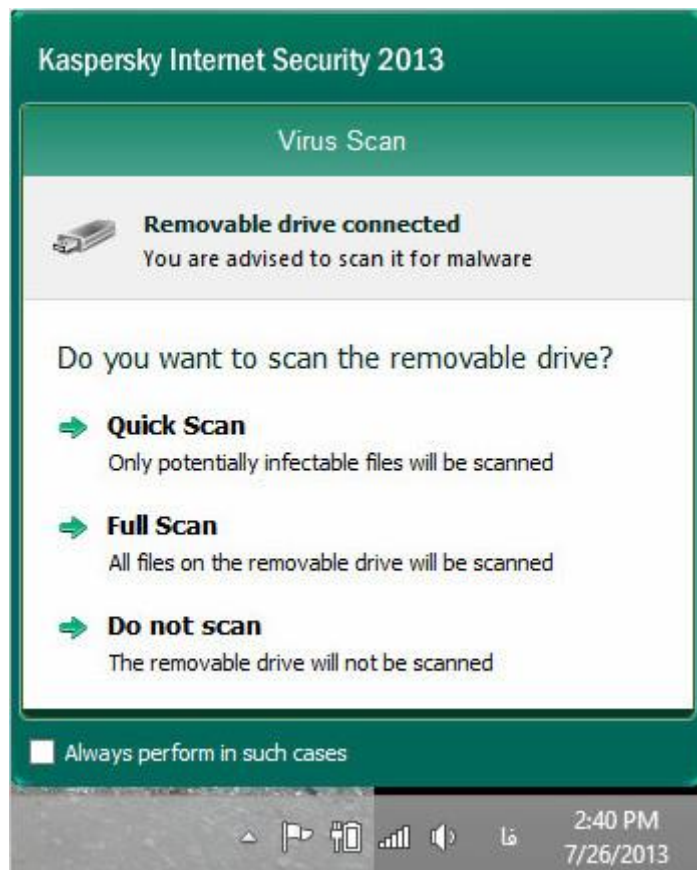 Kaspersky Internet Security 2013
Virus Scan
Removable drive connected
You are advised to scan it for malware
Do you want to scan the removable drive?
Quick Scan
Only potentially infectable files will be scanned
Full Scan
All files on the removable drive will be scanned
Do not scan
The removable drive will not be scanned
Always perform in such cases
فا
2:40 PM
7/26/2013